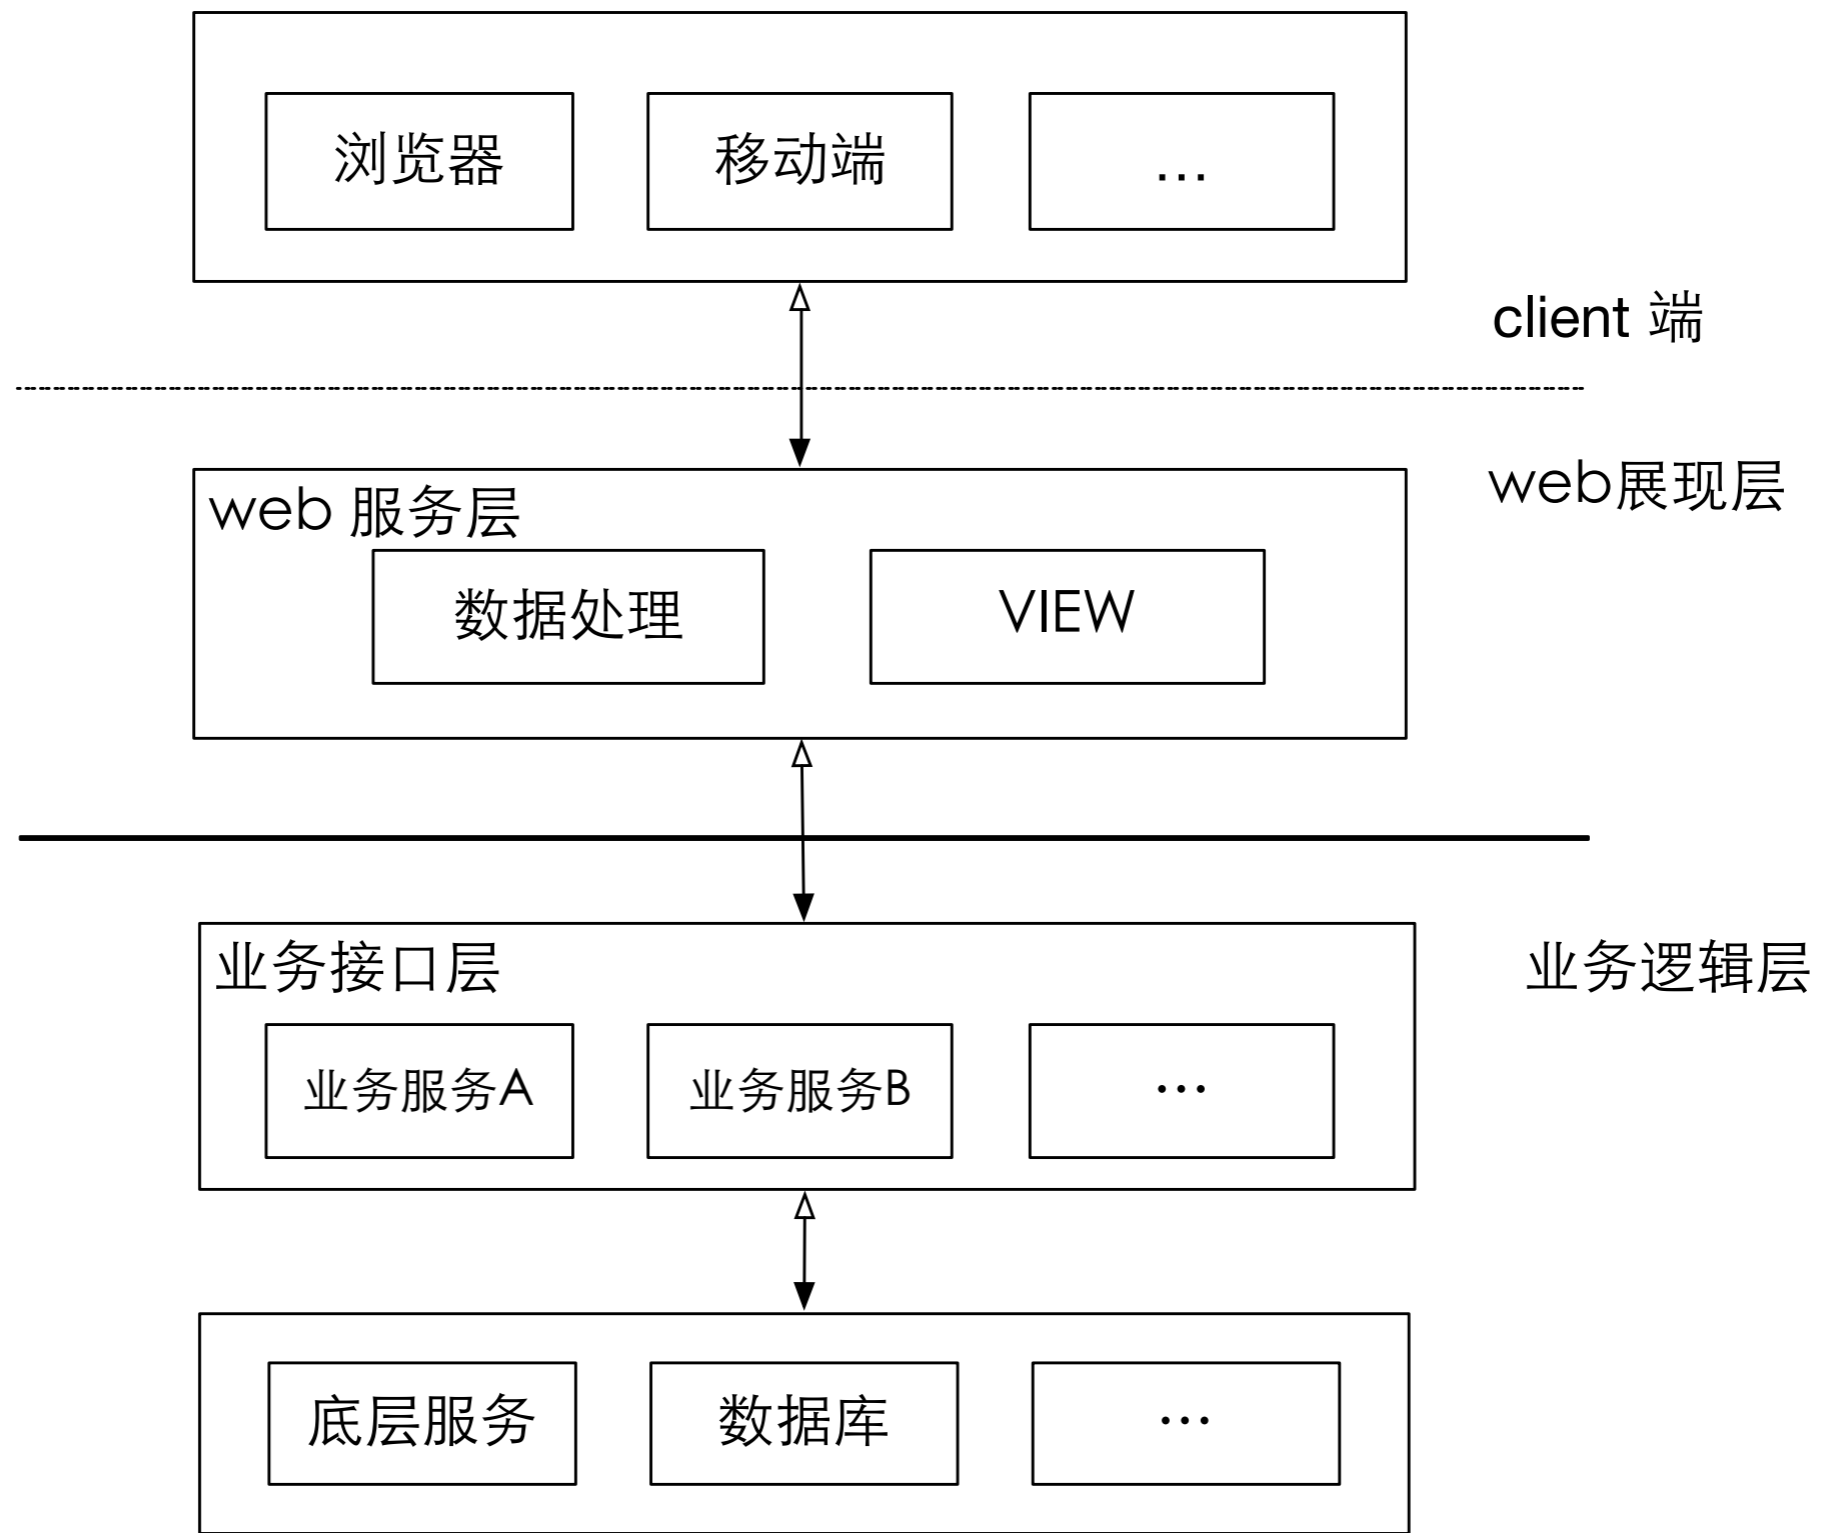 浏览器
移动端
...
client 端
web展现层
web 服务层
数据处理
VIEW
业务接口层
业务逻辑层
业务服务A
业务服务B
...
底层服务
数据库
...